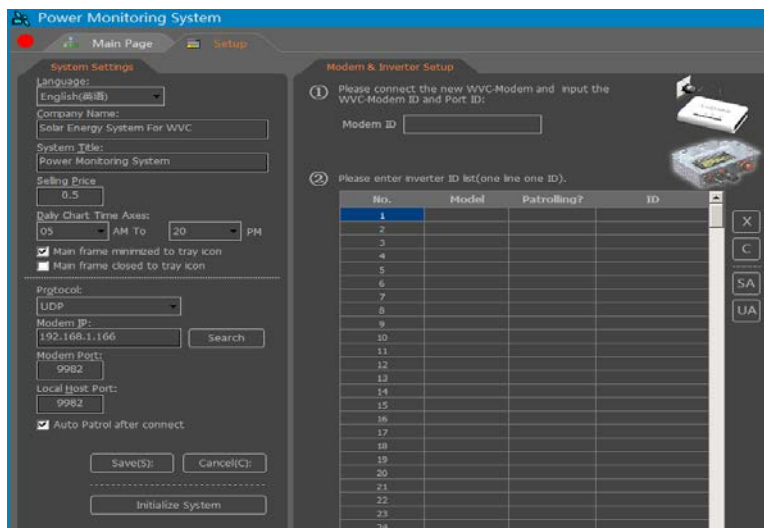 Power Monitoring System
Main Page
Setup
System Settings
Language:
English(英语)
Company Name:
Solar Energy System For WVC
System Title:
Power Monitoring System
Selling Price
0.5
Daily Chart Time Axes:
05 AM To 20 PM
Main frame minimized to tray icon
Main frame closed to tray icon
Protocol:
UDP
Modem IP:
192.168.1.166 Search
Modem Port:
9982
Local Host Port:
9982
Auto Patrol after connect
Save(S): Cancel(C):
Initialize System
Modem & Invertor Setup
① Please connect the new WVC-Modem and input the
WVC-Modem ID and Port ID:
Modem ID
② Please enter inverter ID list(one line one ID).
No. Model Patrolling? ID
1
2
3
4
5
6
7
8
9
10
11
12
13
14
15
16
17
18
19
20
21
22
23
24
X
C
SA
UA